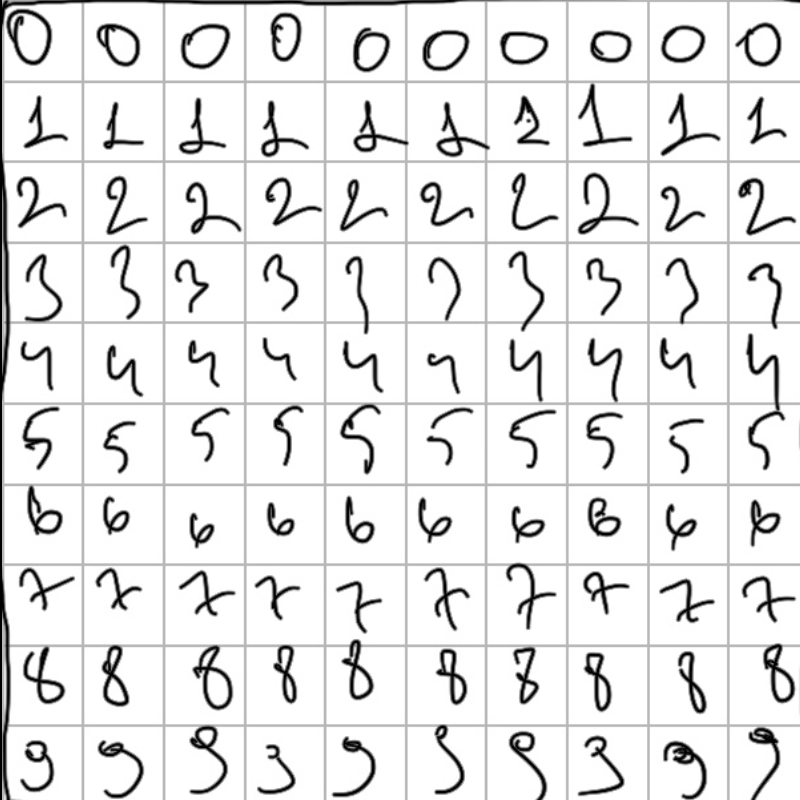 0 0 0 0 0 0 0 0 0 0
1 1 1 1 1 1 1 1 1 1
2 2 2 2 2 2 2 2 2 2
3 3 3 3 3 3 3 3 3 3
4 4 4 4 4 4 4 4 4 4
5 5 5 5 5 5 5 5 5 5
6 6 6 6 6 6 6 6 6 6
7 7 7 7 7 7 7 7 7 7
8 8 8 8 8 8 8 8 8 8
9 9 9 9 9 9 9 9 9 9